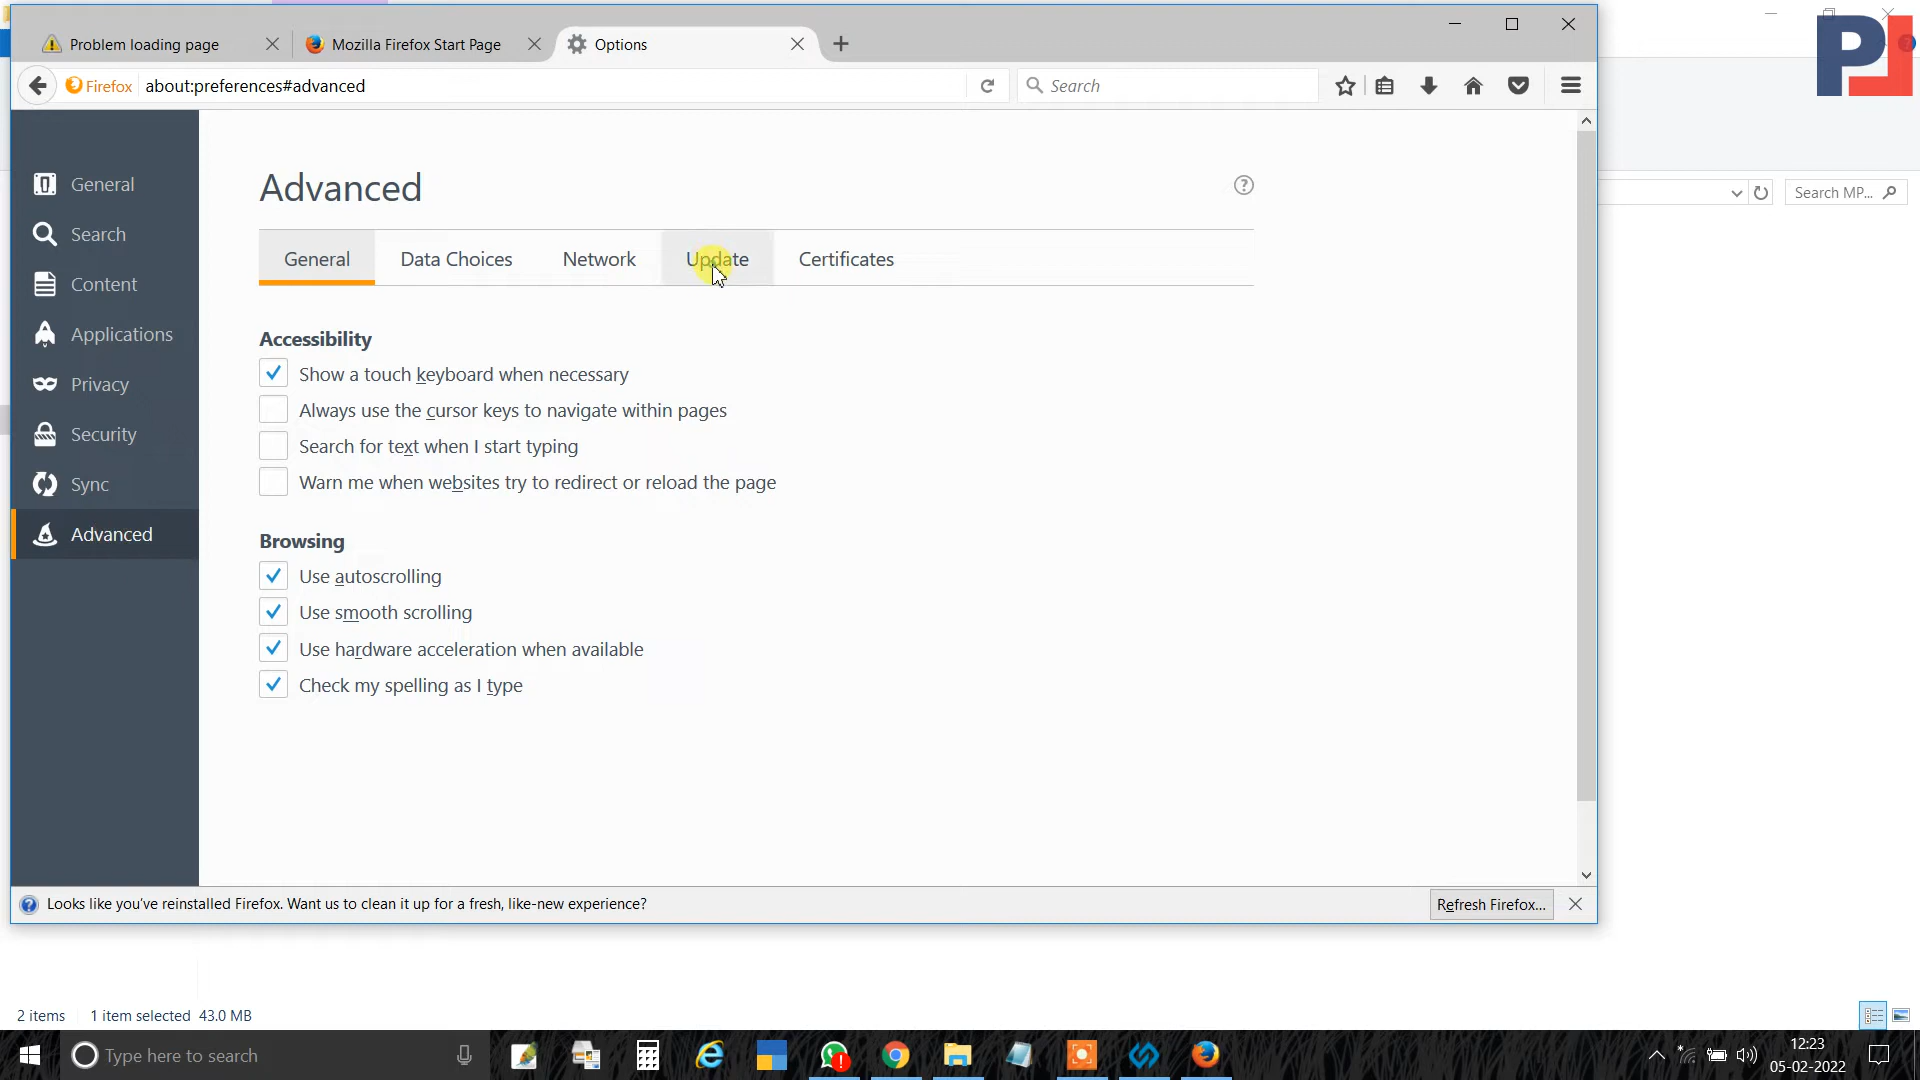 Problem loading page
Mozilla Firefox Start Page
Options
Firefox
about:preferences#advanced
Search
PL
General
Search
Content
Applications
Privacy
Security
Sync
Advanced
Advanced
General
Data Choices
Network
Update
Certificates
Search MP...
Accessibility
Show a touch keyboard when necessary
Always use the cursor keys to navigate within pages
Search for text when I start typing
Warn me when websites try to redirect or reload the page
Browsing
Use autoscrolling
Use smooth scrolling
Use hardware acceleration when available
Check my spelling as I type
Looks like you've reinstalled Firefox. Want us to clean it up for a fresh, like-new experience?
Refresh Firefox...
2 items
1 item selected 43.0 MB
Type here to search
12:23
05-02-2022